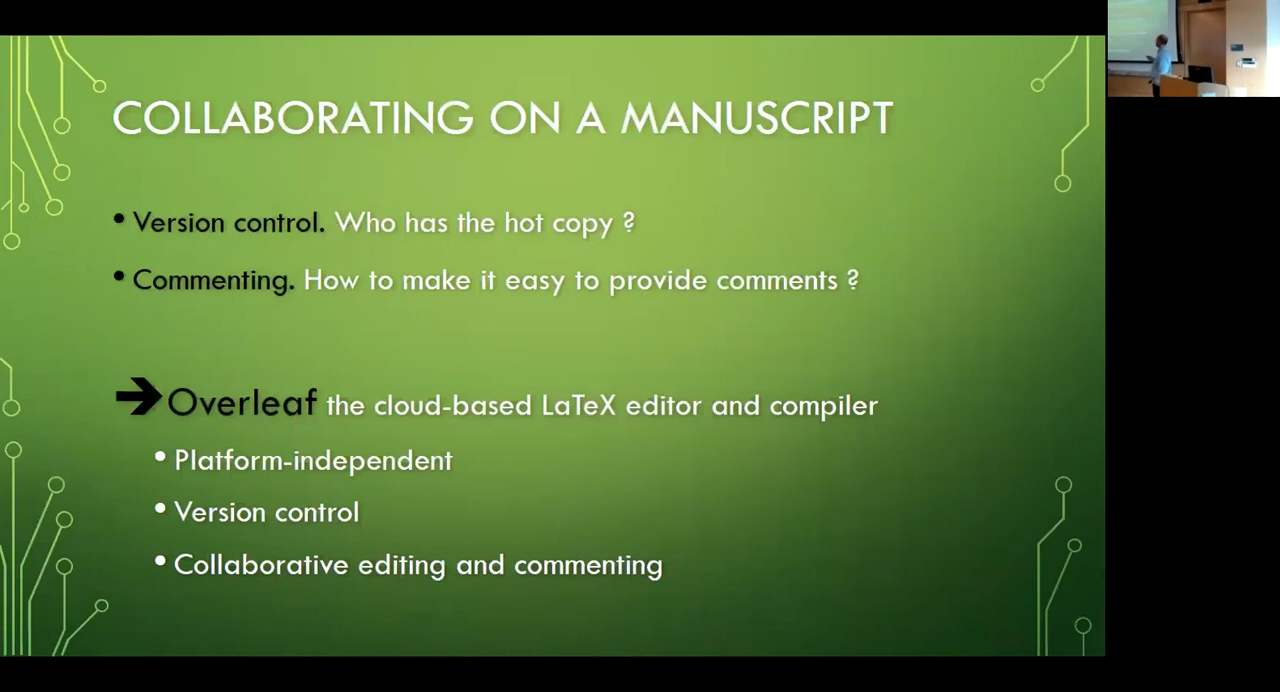 COLLABORATING ON A MANUSCRIPT
• Version control. Who has the hot copy ?
• Commenting. How to make it easy to provide comments ?
➔ Overleaf the cloud-based LaTeX editor and compiler
• Platform-independent
• Version control
• Collaborative editing and commenting